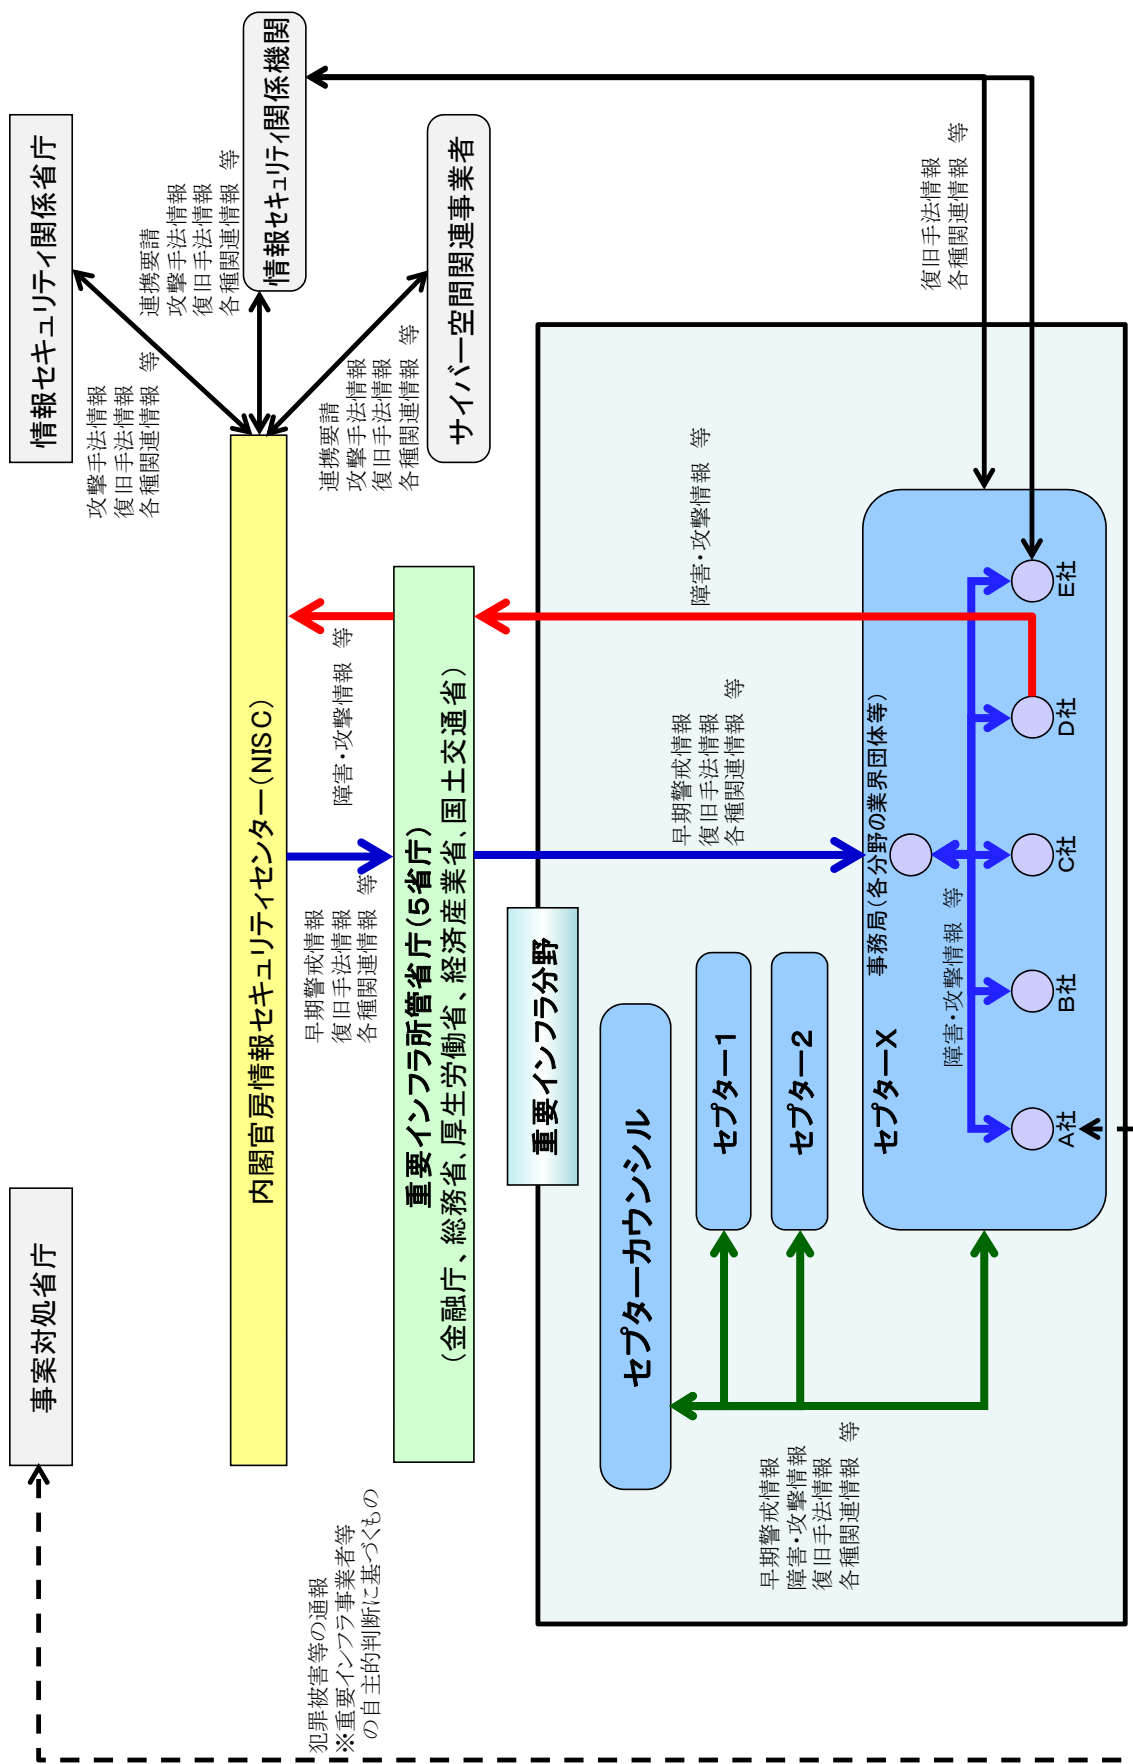 事案対処省庁
情報セキュリティ関係省庁
攻撃手法情報
復旧手法情報
各種関連情報 等
連携要請
攻撃手法情報
復旧手法情報
各種関連情報 等
情報セキュリティ関係機関
内閣官房情報セキュリティセンター(NISC)
連携要請
攻撃手法情報
復旧手法情報
各種関連情報 等
サイバー空間関連事業者
犯罪被害等の通報
※重要インフラ事業者等
の自主的判断に基づくもの
早期警戒情報
復旧手法情報
各種関連情報 等
障害・攻撃情報 等
重要インフラ所管省庁(5省庁)
(金融庁、総務省、厚生労働省、経済産業省、国土交通省)
重要インフラ分野
セプターカウンシル
早期警戒情報
復旧手法情報
各種関連情報 等
障害・攻撃情報 等
セプター1
セプター2
早期警戒情報
障害・攻撃情報
復旧手法情報
各種関連情報 等
セプターX
事務局(各分野の業界団体等)
障害・攻撃情報 等
復旧手法情報
各種関連情報 等
A社
B社
C社
D社
E社